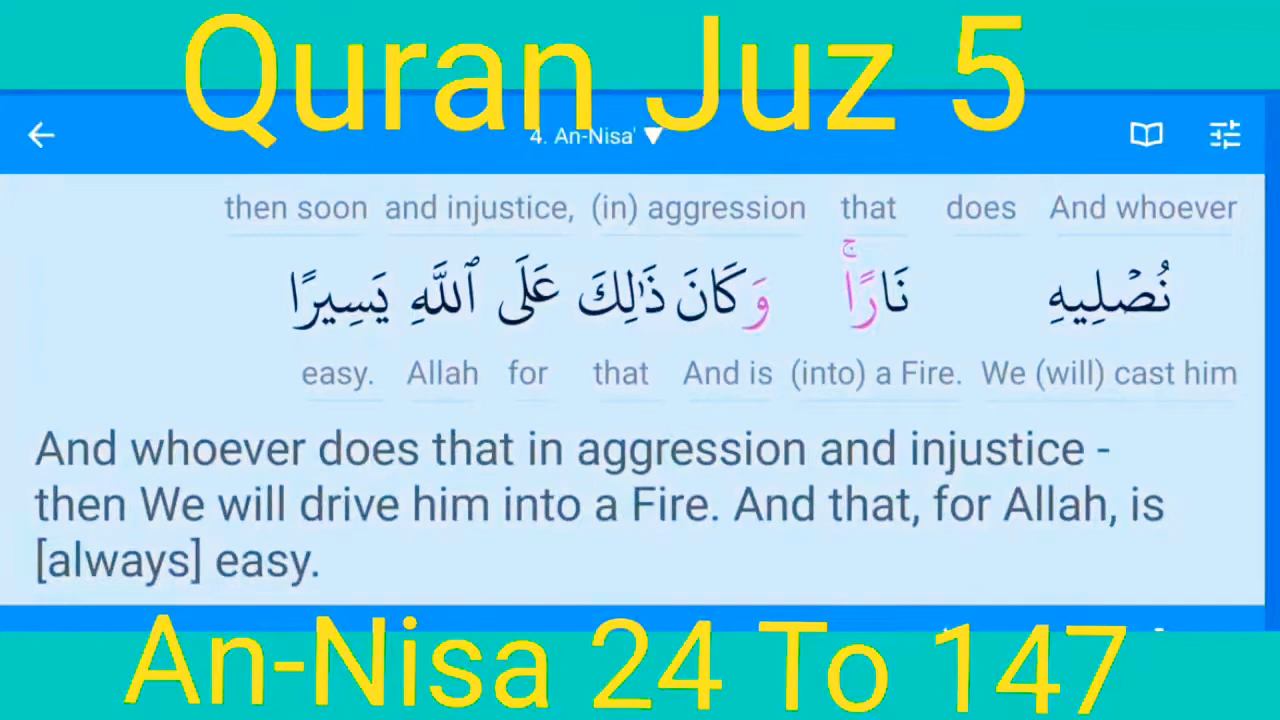 Quran Juz 5
4. An-Nisa' ▼
then soon and injustice, (in) aggression that does And whoever
نُصْلِيهِ نَارًا ۚ وَكَانَ ذَٰلِكَ عَلَى ٱللَّهِ يَسِيرًا
easy. Allah for that And is (into) a Fire. We (will) cast him
And whoever does that in aggression and injustice -
then We will drive him into a Fire. And that, for Allah, is
[always] easy.
An-Nisa 24 To 147